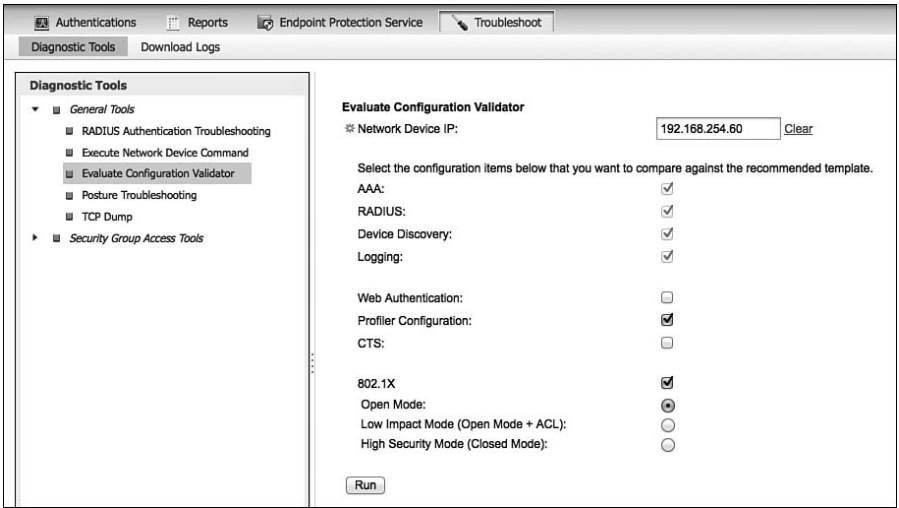 Authentications Reports Endpoint Protection Service Troubleshoot
Diagnostic Tools Download Logs
Diagnostic Tools
General Tools
RADIUS Authentication Troubleshooting
Execute Network Device Command
Evaluate Configuration Validator
Posture Troubleshooting
TCP Dump
Security Group Access Tools
Evaluate Configuration Validator
Network Device IP: 192.168.254.60 Clear
Select the configuration items below that you want to compare against the recommended template.
AAA:
RADIUS:
Device Discovery:
Logging:
Web Authentication:
Profiler Configuration:
CTS:
802.1X
Open Mode:
Low Impact Mode (Open Mode + ACL):
High Security Mode (Closed Mode):
Run